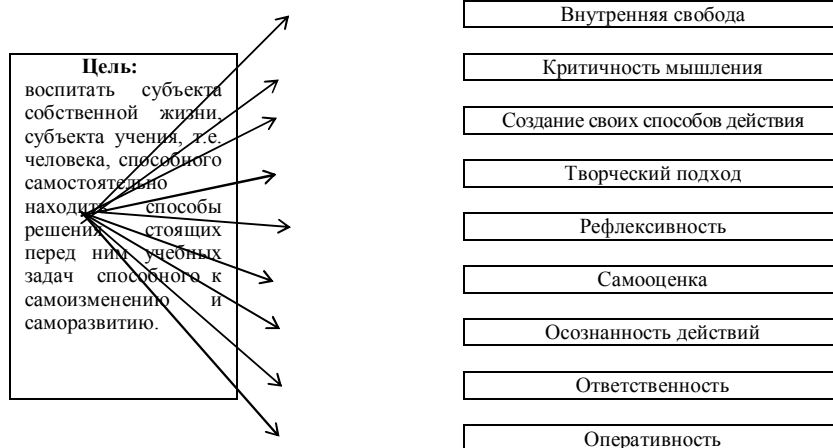 Внутренняя свобода
Цель:
воспитать субъекта
собственной жизни,
субъекта учения, т.е.
человека, способного
самостоятельно
находить способы
решения стоящих
перед ним учебных
задач способного к
самоизменению и
саморазвитию.
Критичность мышления
Создание своих способов действия
Творческий подход
Рефлексивность
Самооценка
Осознанность действий
Ответственность
Оперативность